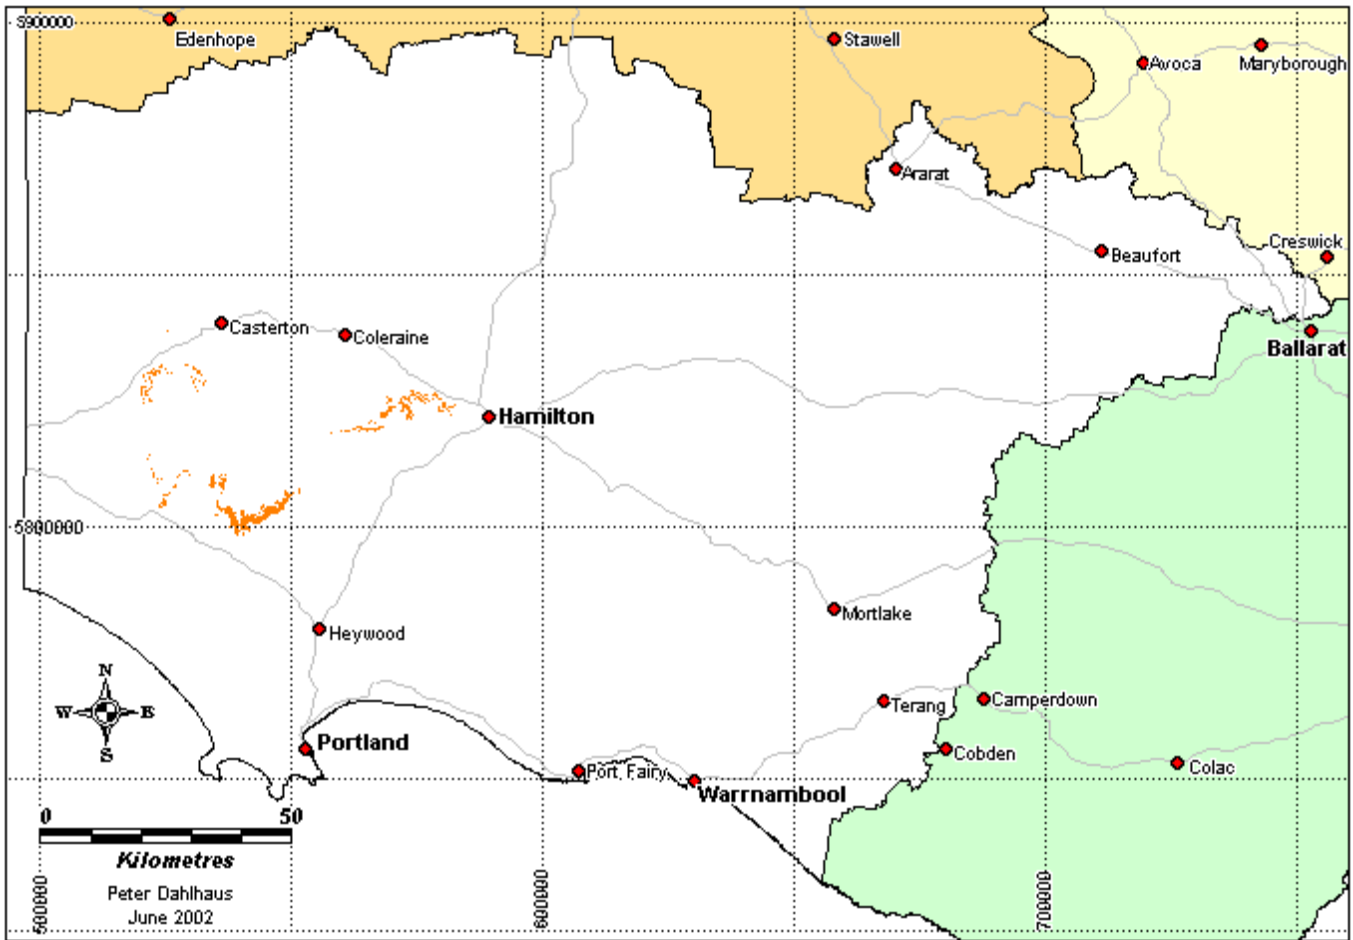 5900000
Edenhope
Stawell
Avoca
Maryborough
Ararat
Creswick
Beaufort
Casterton
Coleraine
Ballarat
Hamilton
5800000
Mortlake
Heywood
N
W E
S
Terang
Camperdown
Portland
Cobden
Port Fairy
Colac
Warrnambool
0 50
Kilometres
Peter Dahlhaus
June 2002
500000
600000
700000